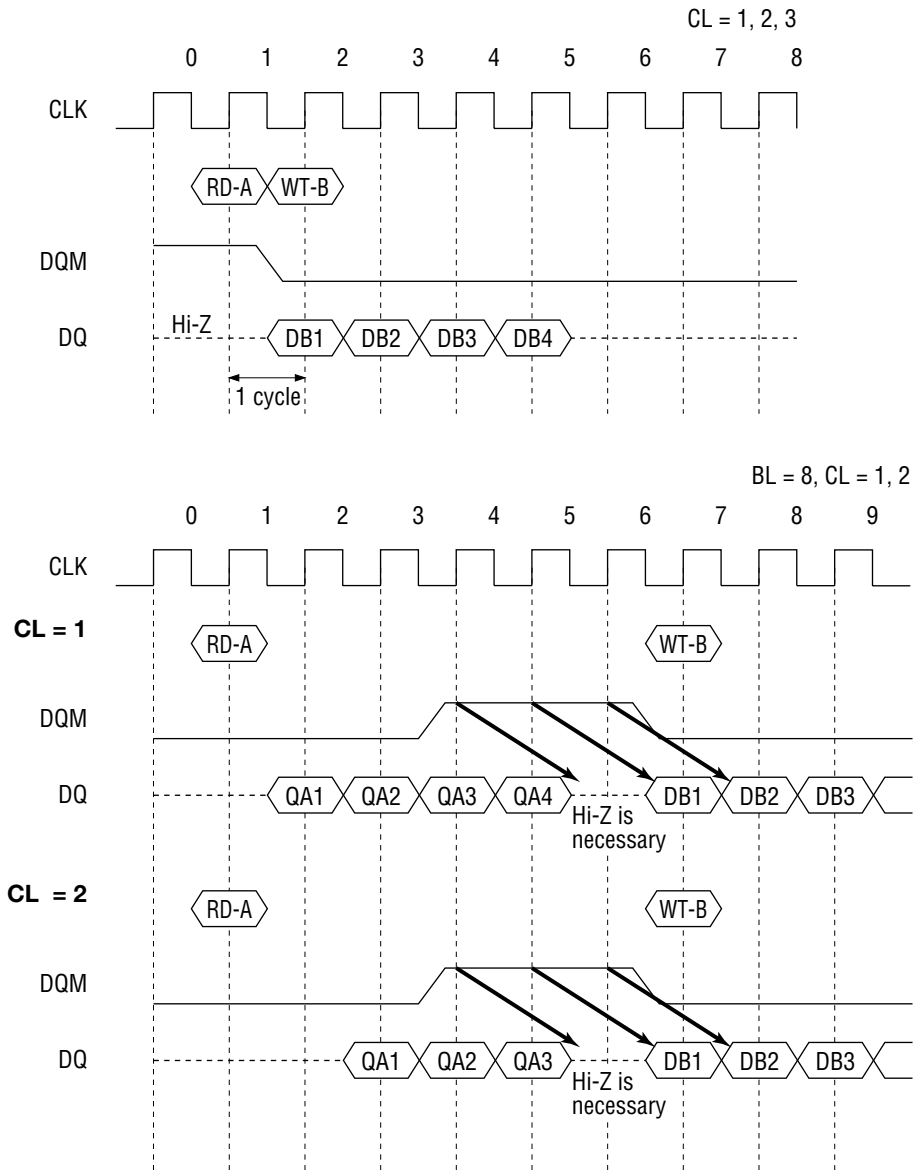 CL = 1, 2, 3
0 1 2 3 4 5 6 7 8
CLK
RD-A WT-B
DQM
Hi-Z
DQ DB1 DB2 DB3 DB4
1 cycle
BL = 8, CL = 1, 2
0 1 2 3 4 5 6 7 8 9
CLK
CL = 1
RD-A WT-B
DQM
DQ QA1 QA2 QA3 QA4 DB1 DB2 DB3
Hi-Z is
necessary
CL = 2
RD-A WT-B
DQM
DQ QA1 QA2 QA3 DB1 DB2 DB3
Hi-Z is
necessary